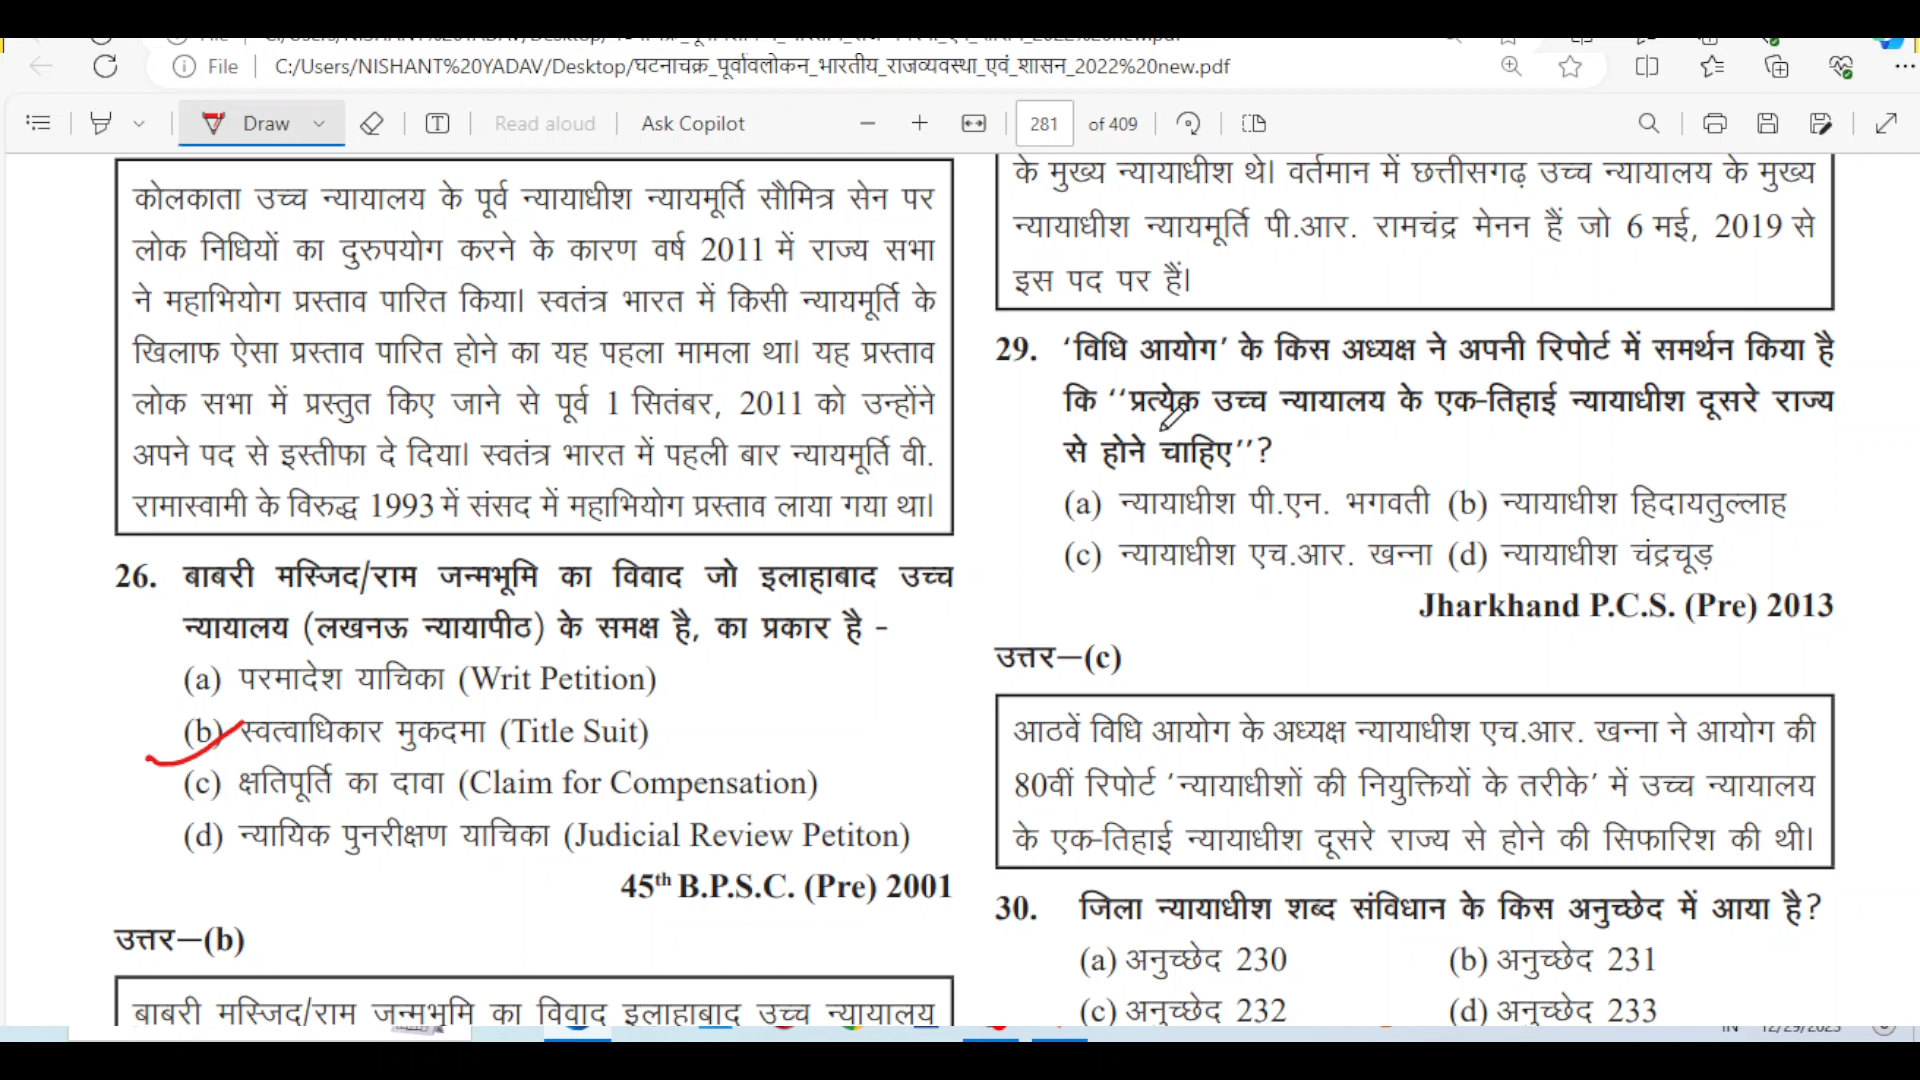 File
C:/Users/NISHANT%20YADAV/Desktop/घटनाचक्र_पूर्वावलोकन_भारतीय_राजव्यवस्था_एवं_शासन_2022%20new.pdf
Draw
Read aloud
Ask Copilot
281 of 409
कोलकाता उच्च न्यायालय के पूर्व न्यायाधीश न्यायमूर्ति सौमित्र सेन पर
लोक निधियों का दुरुपयोग करने के कारण वर्ष 2011 में राज्य सभा
ने महाभियोग प्रस्ताव पारित किया। स्वतंत्र भारत में किसी न्यायमूर्ति के
खिलाफ ऐसा प्रस्ताव पारित होने का यह पहला मामला था। यह प्रस्ताव
लोक सभा में प्रस्तुत किए जाने से पूर्व 1 सितंबर, 2011 को उन्होंने
अपने पद से इस्तीफा दे दिया। स्वतंत्र भारत में पहली बार न्यायमूर्ति वी.
रामास्वामी के विरुद्ध 1993 में संसद में महाभियोग प्रस्ताव लाया गया था।
26. बाबरी मस्जिद/राम जन्मभूमि का विवाद जो इलाहाबाद उच्च
न्यायालय (लखनऊ न्यायापीठ) के समक्ष है, का प्रकार है -
(a) परमादेश याचिका (Writ Petition)
(b) स्वत्वाधिकार मुकदमा (Title Suit)
(c) क्षतिपूर्ति का दावा (Claim for Compensation)
(d) न्यायिक पुनरीक्षण याचिका (Judicial Review Petiton)
45th B.P.S.C. (Pre) 2001
उत्तर—(b)
बाबरी मस्जिद/राम जन्मभूमि का विवाद इलाहाबाद उच्च न्यायालय
के मुख्य न्यायाधीश थे। वर्तमान में छत्तीसगढ़ उच्च न्यायालय के मुख्य
न्यायाधीश न्यायमूर्ति पी.आर. रामचंद्र मेनन हैं जो 6 मई, 2019 से
इस पद पर हैं।
29. ‘विधि आयोग’ के किस अध्यक्ष ने अपनी रिपोर्ट में समर्थन किया है
कि ‘‘प्रत्येक उच्च न्यायालय के एक-तिहाई न्यायाधीश दूसरे राज्य
से होने चाहिए’’?
(a) न्यायाधीश पी.एन. भगवती (b) न्यायाधीश हिदायतुल्लाह
(c) न्यायाधीश एच.आर. खन्ना (d) न्यायाधीश चंद्रचूड़
Jharkhand P.C.S. (Pre) 2013
उत्तर—(c)
आठवें विधि आयोग के अध्यक्ष न्यायाधीश एच.आर. खन्ना ने आयोग की
80वीं रिपोर्ट ‘न्यायाधीशों की नियुक्तियों के तरीके’ में उच्च न्यायालय
के एक-तिहाई न्यायाधीश दूसरे राज्य से होने की सिफारिश की थी।
30. जिला न्यायाधीश शब्द संविधान के किस अनुच्छेद में आया है?
(a) अनुच्छेद 230 (b) अनुच्छेद 231
(c) अनुच्छेद 232 (d) अनुच्छेद 233
IN 12/29/2023